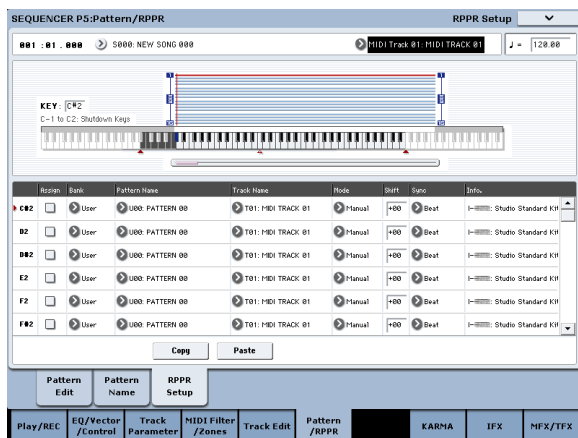 SEQUENCER P5:Pattern/RPPR RPPR Setup
001 :01 . 000 S000: NEW SONG 000 MIDI Track 01: MIDI TRACK 01 ♩ = 120.00
KEY: C#2
C-1 to C2: Shutdown Keys
Assign Bank Pattern Name Track Name Mode Shift Sync Info.
C#2 User U00: PATTERN 00 T01: MIDI TRACK 01 Manual +00 Beat : Studio Standard Kit
D2 User U00: PATTERN 00 T01: MIDI TRACK 01 Manual +00 Beat : Studio Standard Kit
D#2 User U00: PATTERN 00 T01: MIDI TRACK 01 Manual +00 Beat : Studio Standard Kit
E2 User U00: PATTERN 00 T01: MIDI TRACK 01 Manual +00 Beat : Studio Standard Kit
F2 User U00: PATTERN 00 T01: MIDI TRACK 01 Manual +00 Beat : Studio Standard Kit
F#2 User U00: PATTERN 00 T01: MIDI TRACK 01 Manual +00 Beat : Studio Standard Kit
Copy Paste
Pattern Edit Pattern Name RPPR Setup
Play/REC EQ/Vector /Control Track Parameter MIDI Filter /Zones Track Edit Pattern /RPPR KARMA IFX MFX/TFX